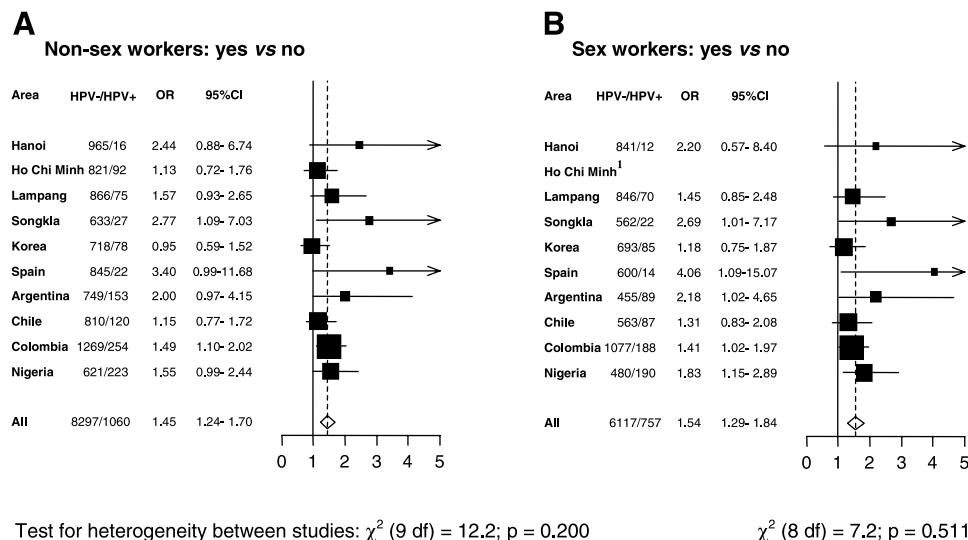 A
Non-sex workers: yes vs no
Area HPV-/HPV+ OR 95%CI
Hanoi 965/16 2.44 0.88- 6.74
Ho Chi Minh 821/92 1.13 0.72- 1.76
Lampang 866/75 1.57 0.93- 2.65
Songkla 633/27 2.77 1.09- 7.03
Korea 718/78 0.95 0.59- 1.52
Spain 845/22 3.40 0.99-11.68
Argentina 749/153 2.00 0.97- 4.15
Chile 810/120 1.15 0.77- 1.72
Colombia 1269/254 1.49 1.10- 2.02
Nigeria 621/223 1.55 0.99- 2.44
All 8297/1060 1.45 1.24- 1.70
0 1 2 3 4 5
B
Sex workers: yes vs no
Area HPV-/HPV+ OR 95%CI
Hanoi 841/12 2.20 0.57- 8.40
Ho Chi Minh¹
Lampang 846/70 1.45 0.85- 2.48
Songkla 562/22 2.69 1.01- 7.17
Korea 693/85 1.18 0.75- 1.87
Spain 600/14 4.06 1.09-15.07
Argentina 455/89 2.18 1.02- 4.65
Chile 563/87 1.31 0.83- 2.08
Colombia 1077/188 1.41 1.02- 1.97
Nigeria 480/190 1.83 1.15- 2.89
All 6117/757 1.54 1.29- 1.84
0 1 2 3 4 5
Test for heterogeneity between studies: χ² (9 df) = 12.2; p = 0.200 χ² (8 df) = 7.2; p = 0.511